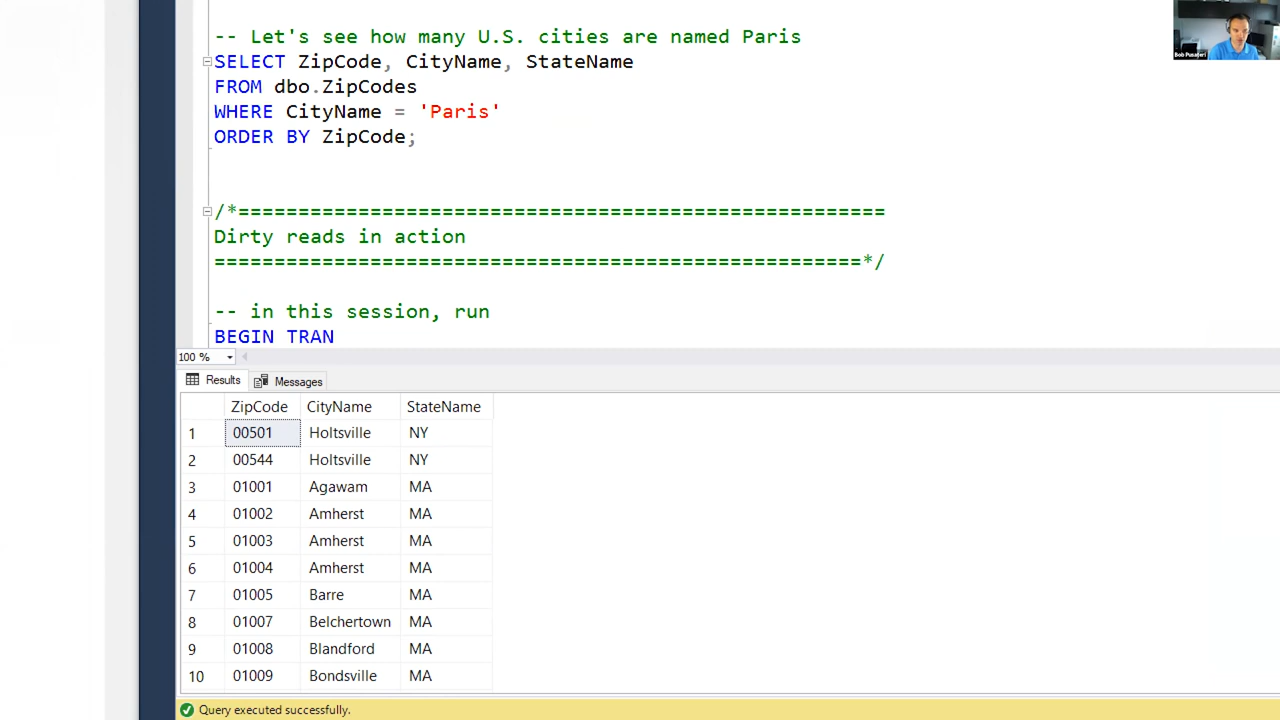 -- Let's see how many U.S. cities are named Paris
SELECT ZipCode, CityName, StateName
FROM dbo.ZipCodes
WHERE CityName = 'Paris'
ORDER BY ZipCode;
/*======================================================
Dirty reads in action
======================================================*/
-- in this session, run
BEGIN TRAN
100 %
Results Messages
ZipCode CityName StateName
1 00501 Holtsville NY
2 00544 Holtsville NY
3 01001 Agawam MA
4 01002 Amherst MA
5 01003 Amherst MA
6 01004 Amherst MA
7 01005 Barre MA
8 01007 Belchertown MA
9 01008 Blandford MA
10 01009 Bondsville MA
Query executed successfully.
Bob Pusateri